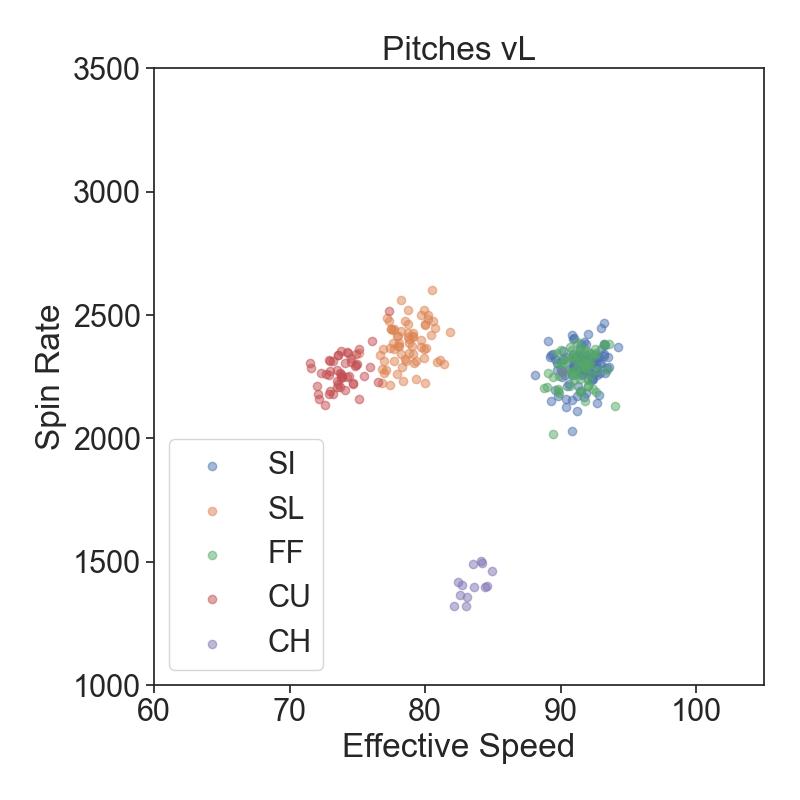 Pitches vL
3500
3000
2500
2000
1500
1000
Spin Rate
SI
SL
FF
CU
CH
60 70 80 90 100
Effective Speed